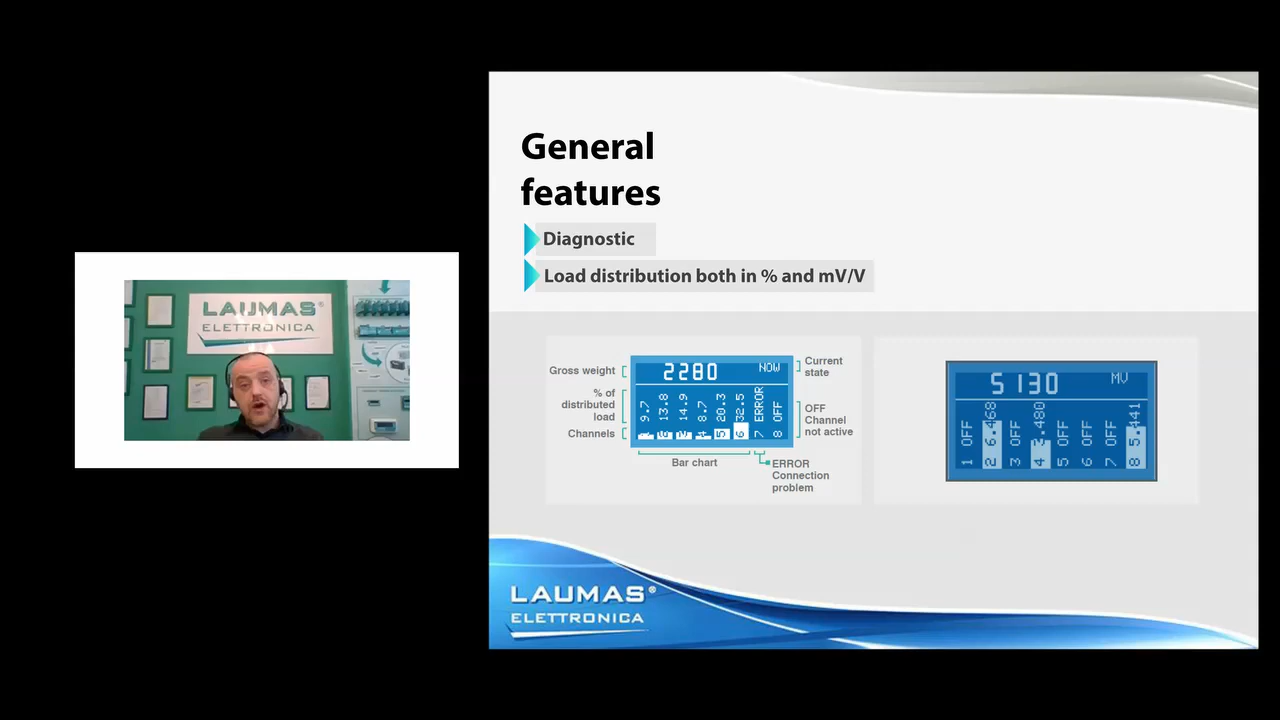 LAUMAS®
ELETTRONICA
General
features
Diagnostic
Load distribution both in % and mV/V
Gross weight
% of
distributed
load
Channels
2280
NOW
1 9.7
2 13.8
3 14.9
4 8.7
5 20.3
6 32.5
7 ERROR
8 OFF
Current
state
OFF
Channel
not active
Bar chart
ERROR
Connection
problem
5130
MV
1 OFF
2 6.468
3 OFF
4 3.480
5 OFF
6 OFF
7 OFF
8 5.441
LAUMAS®
ELETTRONICA